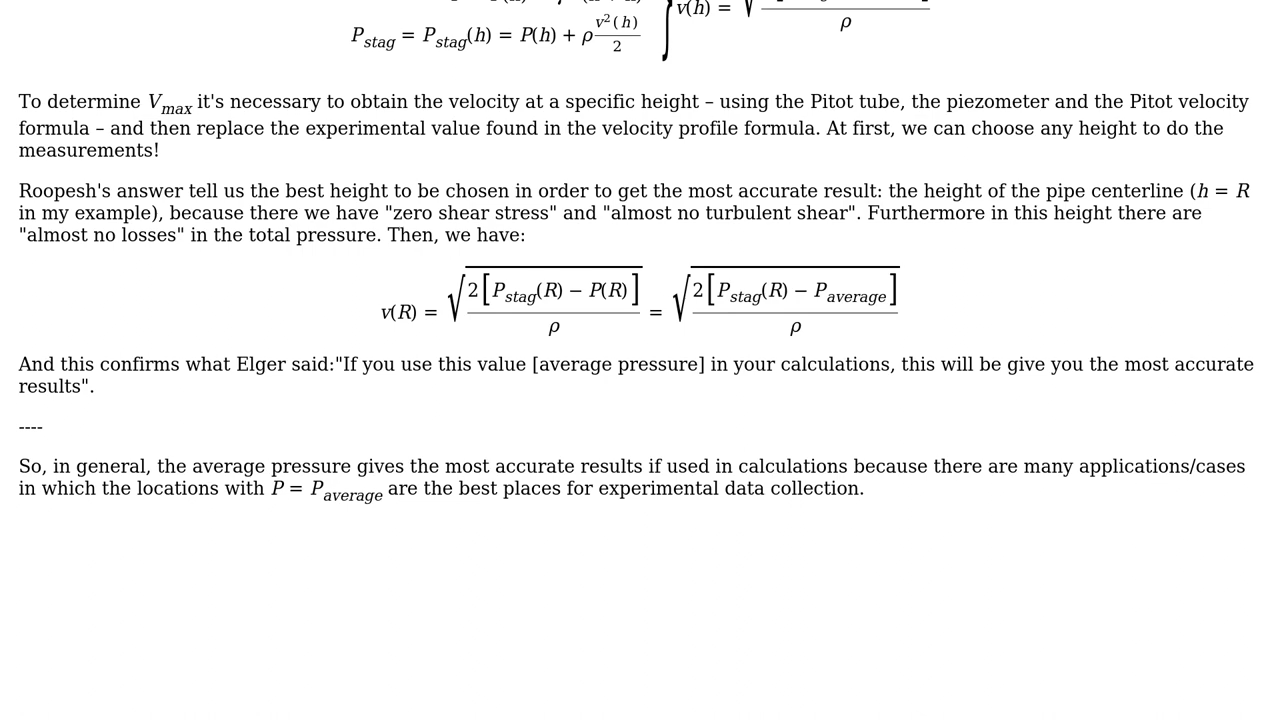 P_stag = P_stag(h) = P(h) + ρ v²(h)/2 v(h) = √ ρ
To determine V_max it's necessary to obtain the velocity at a specific height – using the Pitot tube, the piezometer and the Pitot velocity
formula – and then replace the experimental value found in the velocity profile formula. At first, we can choose any height to do the
measurements!
Roopesh's answer tell us the best height to be chosen in order to get the most accurate result: the height of the pipe centerline (h = R
in my example), because there we have "zero shear stress" and "almost no turbulent shear". Furthermore in this height there are
"almost no losses" in the total pressure. Then, we have:
v(R) = √(2[P_stag(R) − P(R)]/ρ) = √(2[P_stag(R) − P_average]/ρ)
And this confirms what Elger said:"If you use this value [average pressure] in your calculations, this will be give you the most accurate
results".
----
So, in general, the average pressure gives the most accurate results if used in calculations because there are many applications/cases
in which the locations with P = P_average are the best places for experimental data collection.